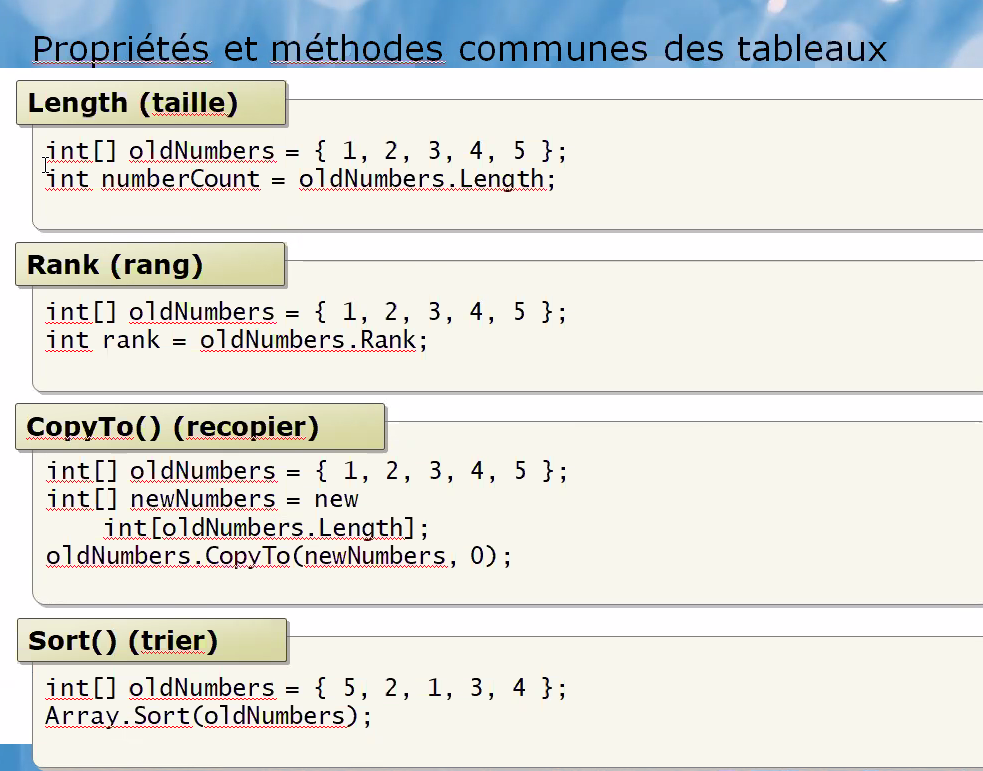 Propriétés et méthodes communes des tableaux
Length (taille)
int[] oldNumbers = { 1, 2, 3, 4, 5 };
int numberCount = oldNumbers.Length;
Rank (rang)
int[] oldNumbers = { 1, 2, 3, 4, 5 };
int rank = oldNumbers.Rank;
CopyTo() (recopier)
int[] oldNumbers = { 1, 2, 3, 4, 5 };
int[] newNumbers = new
int[oldNumbers.Length];
oldNumbers.CopyTo(newNumbers, 0);
Sort() (trier)
int[] oldNumbers = { 5, 2, 1, 3, 4 };
Array.Sort(oldNumbers);